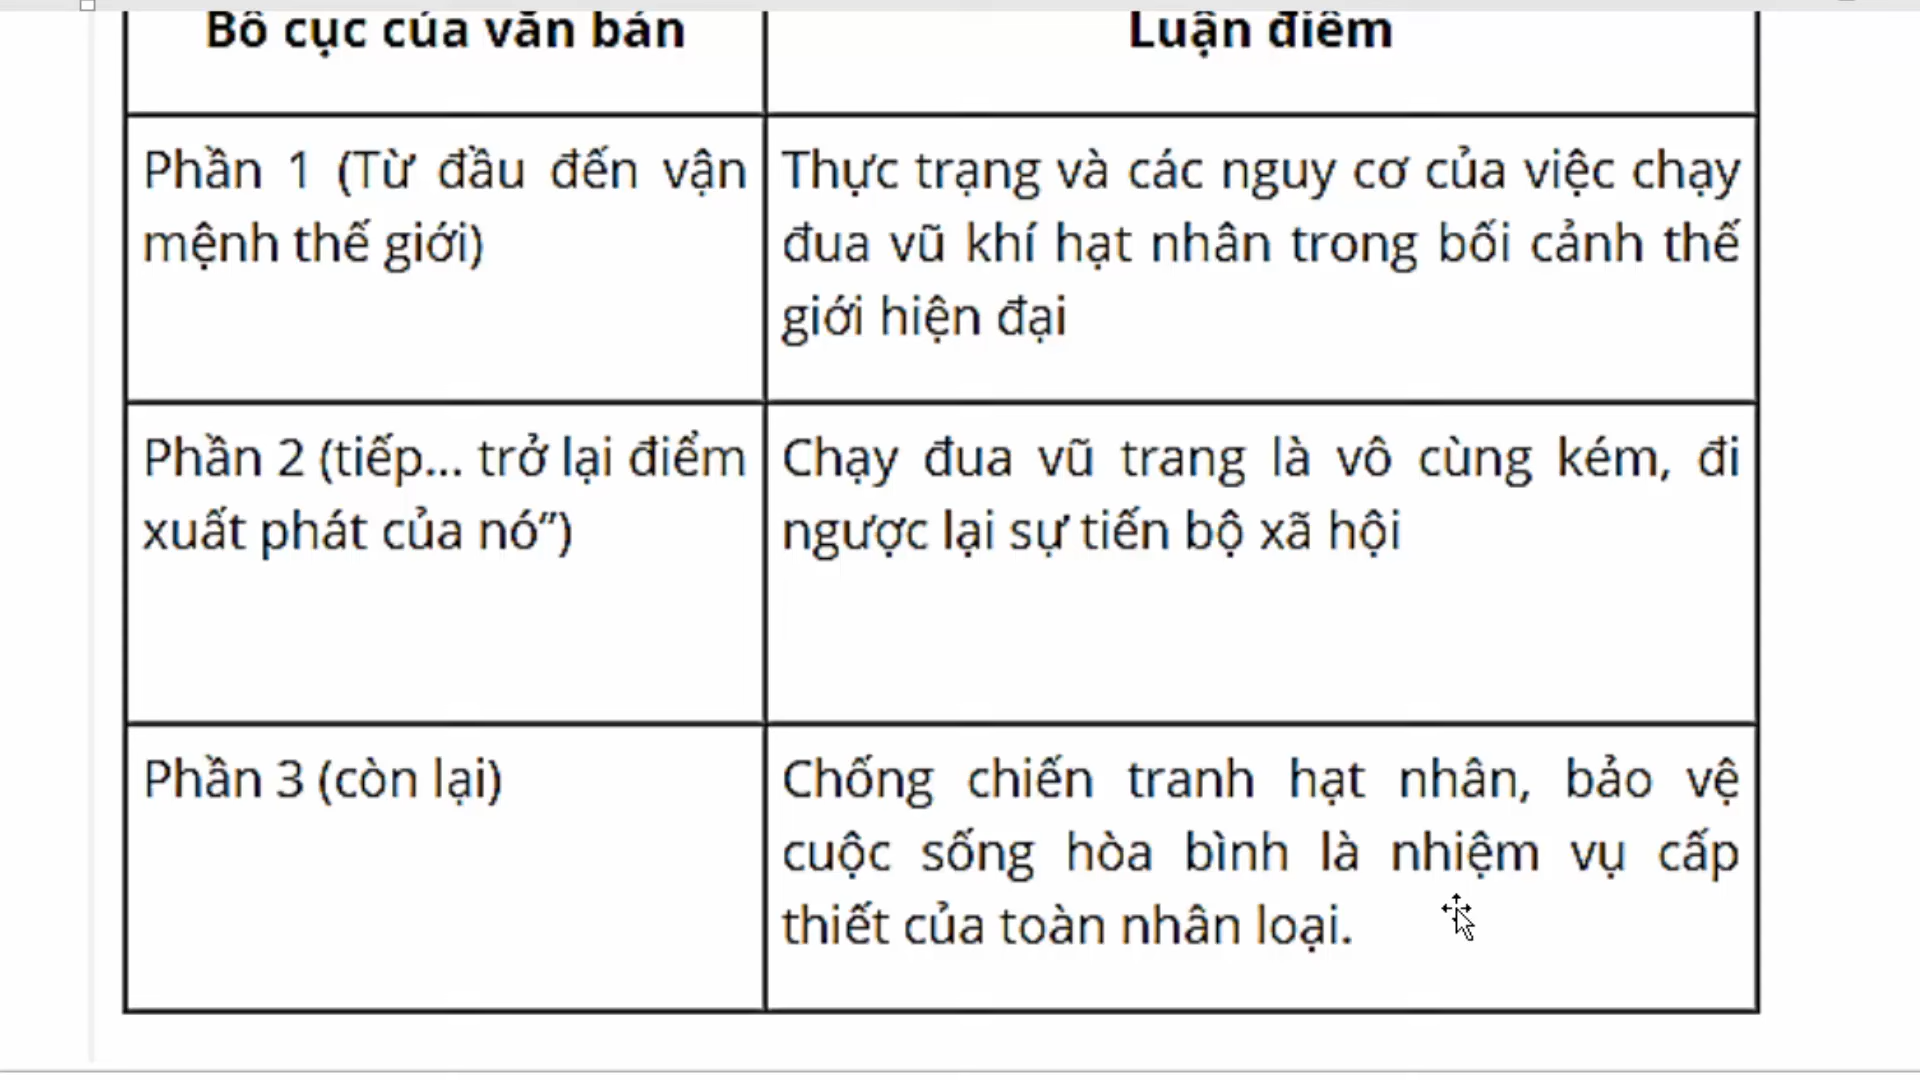 Bố cục của văn bản
Luận điểm
Phần 1 (Từ đầu đến vận
mệnh thế giới)
Thực trạng và các nguy cơ của việc chạy
đua vũ khí hạt nhân trong bối cảnh thế
giới hiện đại
Phần 2 (tiếp... trở lại điểm
xuất phát của nó”)
Chạy đua vũ trang là vô cùng kém, đi
ngược lại sự tiến bộ xã hội
Phần 3 (còn lại)
Chống chiến tranh hạt nhân, bảo vệ
cuộc sống hòa bình là nhiệm vụ cấp
thiết của toàn nhân loại.